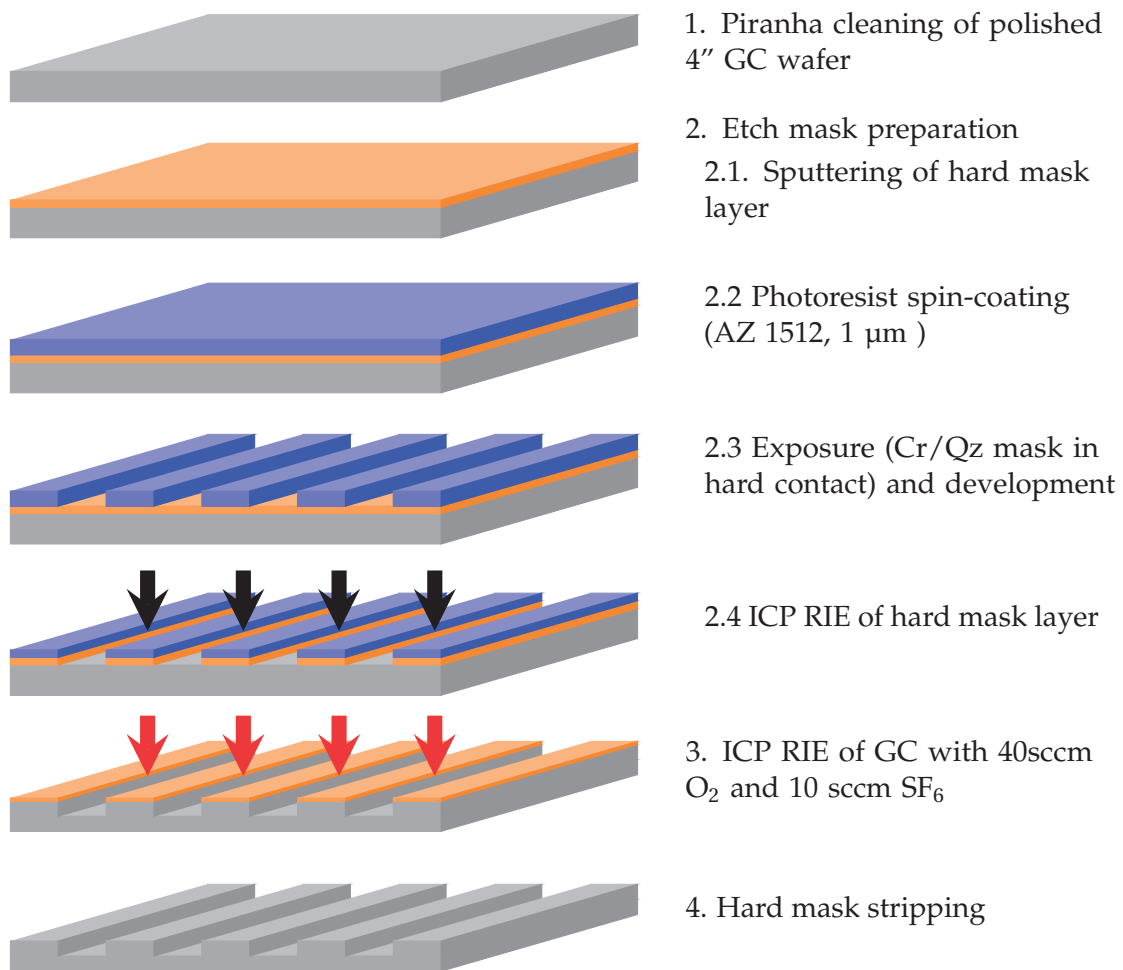 1. Piranha cleaning of polished
4” GC wafer
2. Etch mask preparation
2.1. Sputtering of hard mask
layer
2.2 Photoresist spin-coating
(AZ 1512, 1 µm )
2.3 Exposure (Cr/Qz mask in
hard contact) and development
2.4 ICP RIE of hard mask layer
3. ICP RIE of GC with 40sccm
O₂ and 10 sccm SF₆
4. Hard mask stripping